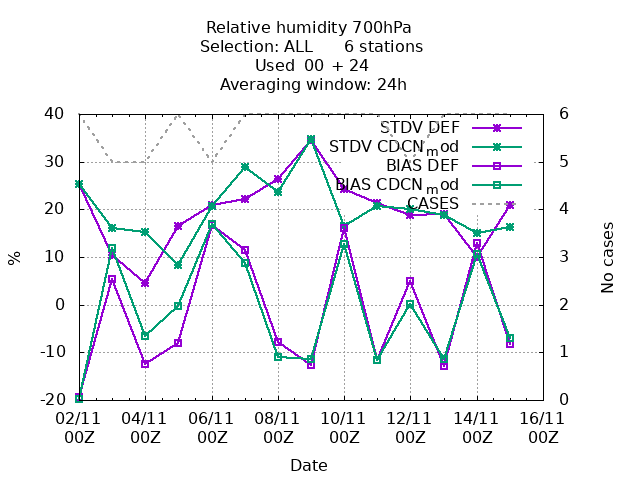 Relative humidity 700hPa
Selection: ALL      6 stations
Used  00 + 24
Averaging window: 24h
40
30
20
10
0
-10
-20
%
6
5
4
3
2
1
0
No cases
STDV DEF
STDV CDCNmod
BIAS DEF
BIAS CDCNmod
CASES
02/11 04/11 06/11 08/11 10/11 12/11 14/11 16/11
00Z 00Z 00Z 00Z 00Z 00Z 00Z 00Z
Date